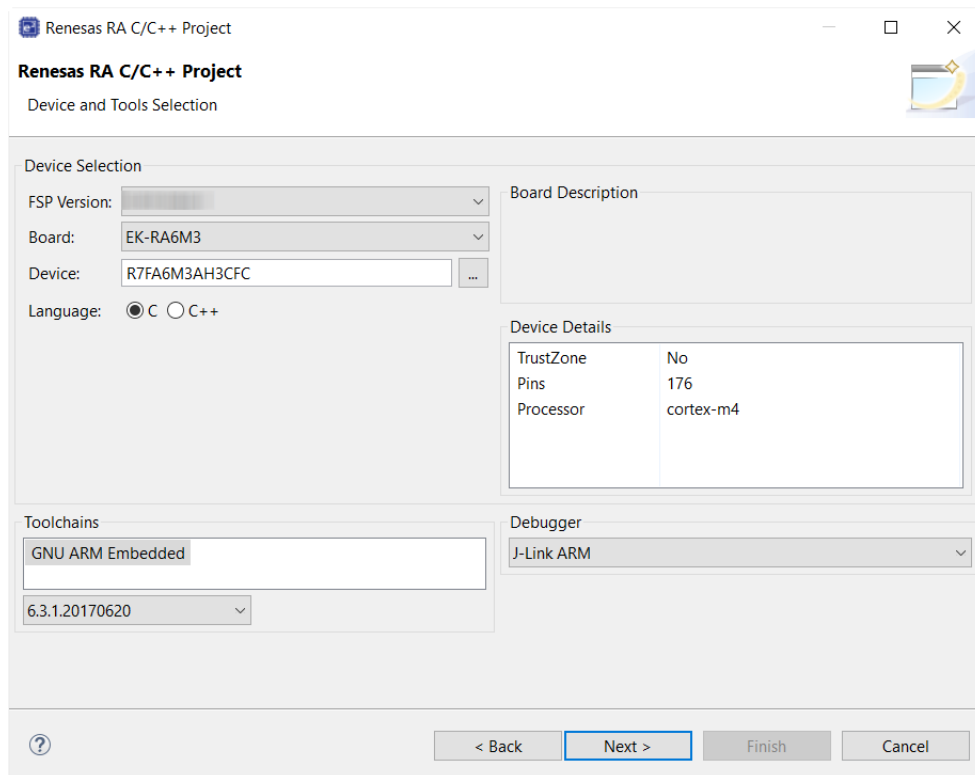 Renesas RA C/C++ Project
Renesas RA C/C++ Project
Device and Tools Selection
Device Selection
FSP Version:
Board: EK-RA6M3
Device: R7FA6M3AH3CFC ...
Language: C C++
Board Description
Device Details
TrustZone No
Pins 176
Processor cortex-m4
Toolchains
GNU ARM Embedded
6.3.1.20170620
Debugger
J-Link ARM
? < Back Next > Finish Cancel